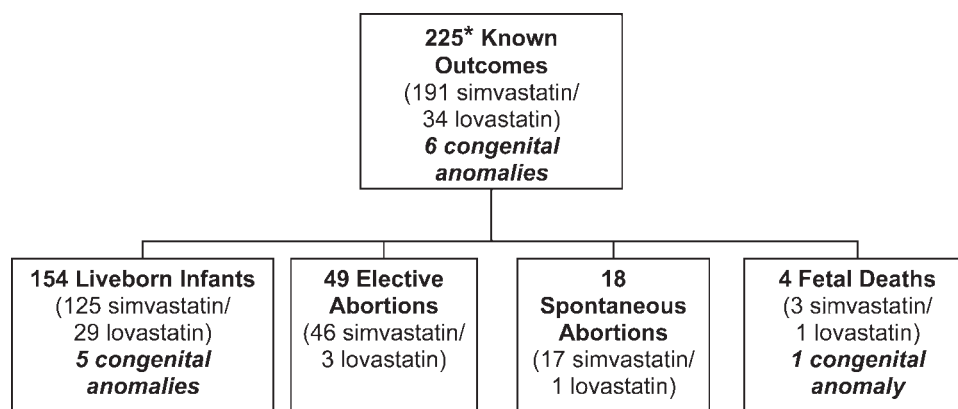 225* Known
Outcomes
(191 simvastatin/
34 lovastatin)
6 congenital
anomalies
154 Liveborn Infants
(125 simvastatin/
29 lovastatin)
5 congenital
anomalies
49 Elective
Abortions
(46 simvastatin/
3 lovastatin)
18
Spontaneous
Abortions
(17 simvastatin/
1 lovastatin)
4 Fetal Deaths
(3 simvastatin/
1 lovastatin)
1 congenital
anomaly